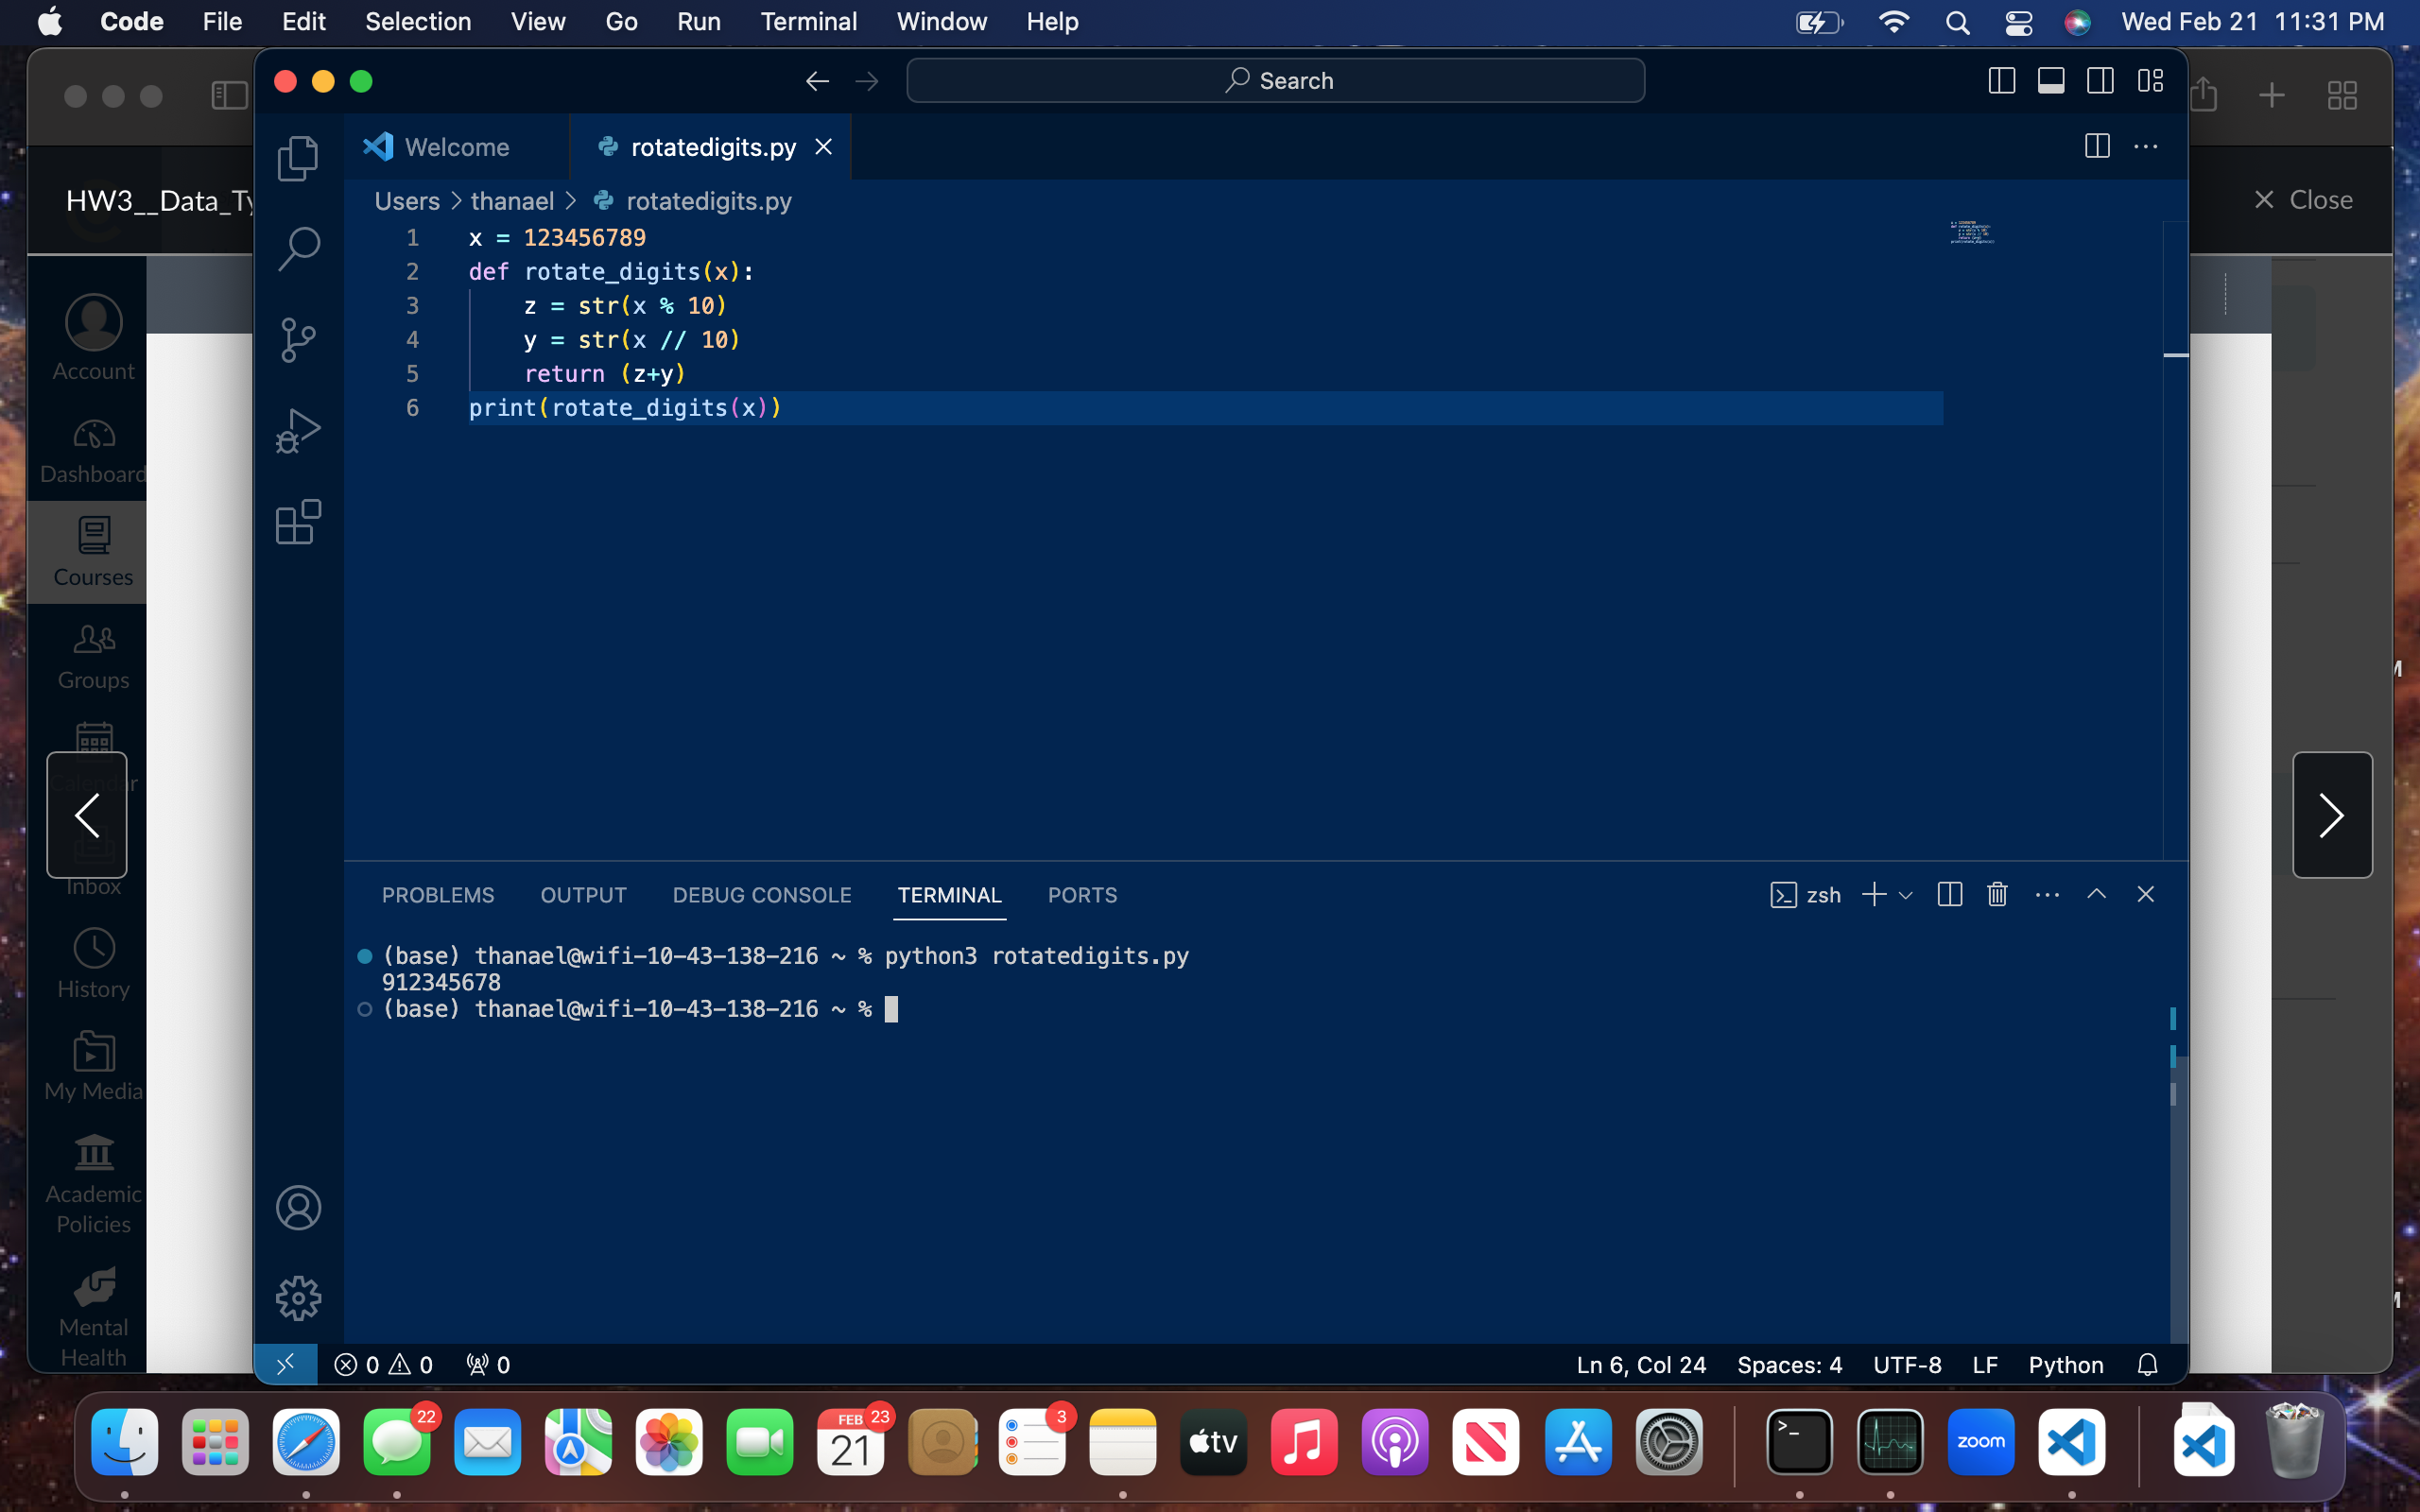 Code File Edit Selection View Go Run Terminal Window Help Wed Feb 21 11:31 PM
Search
Welcome rotatedigits.py
HW3__Data_Ty
Close
Users > thanael > rotatedigits.py
1 x = 123456789
2 def rotate_digits(x):
3     z = str(x % 10)
4     y = str(x // 10)
5     return (z+y)
6 print(rotate_digits(x))
Account
Dashboard
Courses
Groups
Calendar
Inbox
History
My Media
Academic
Policies
Mental
Health
PROBLEMS OUTPUT DEBUG CONSOLE TERMINAL PORTS zsh
(base) thanael@wifi-10-43-138-216 ~ % python3 rotatedigits.py
912345678
(base) thanael@wifi-10-43-138-216 ~ %
0 0 0 Ln 6, Col 24 Spaces: 4 UTF-8 LF Python
22 FEB 23 21 3 tv >_ zoom